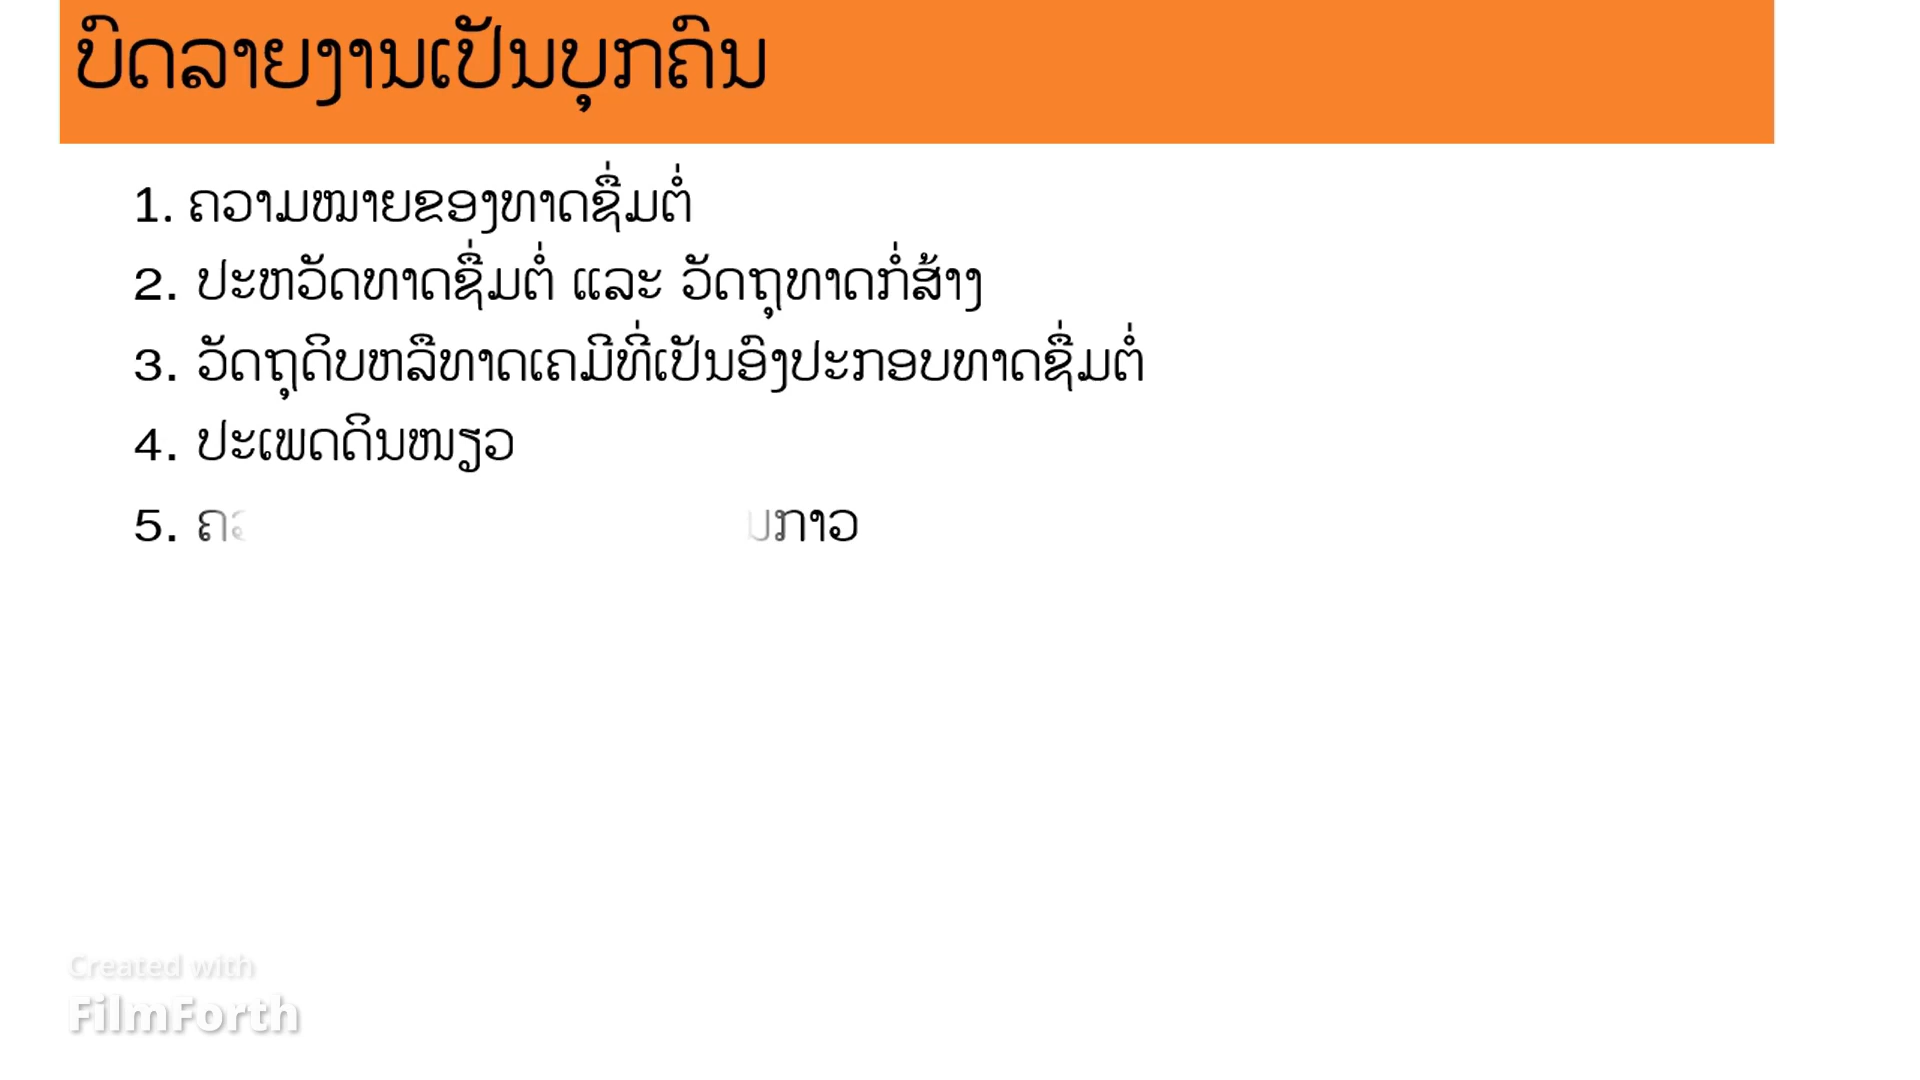 ບົດລາຍງານເປັນບຸກຄົນ
1. ຄວາມໝາຍຂອງທາດຊື່ມຕໍ່
2. ປະຫວັດທາດຊື່ມຕໍ່ ແລະ ວັດຖຸທາດກໍ່ສ້າງ
3. ວັດຖຸດິບຫລືທາດເຄມີທີ່ເປັນອົງປະກອບທາດຊື່ມຕໍ່
4. ປະເພດດິນໜຽວ
5.
Created with
FilmForth